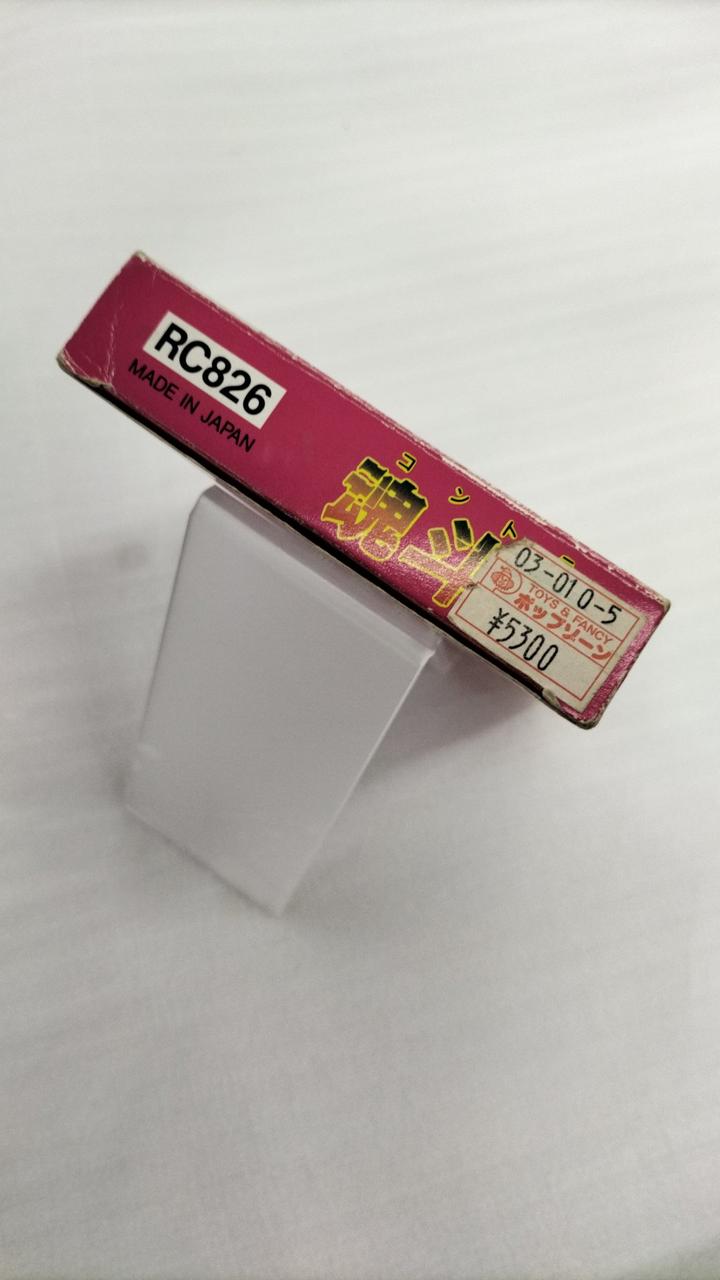 RC826
MADE IN JAPAN
コント
魂斗
03-010-5
TOYS & FANCY
ポップゾーン
¥5300